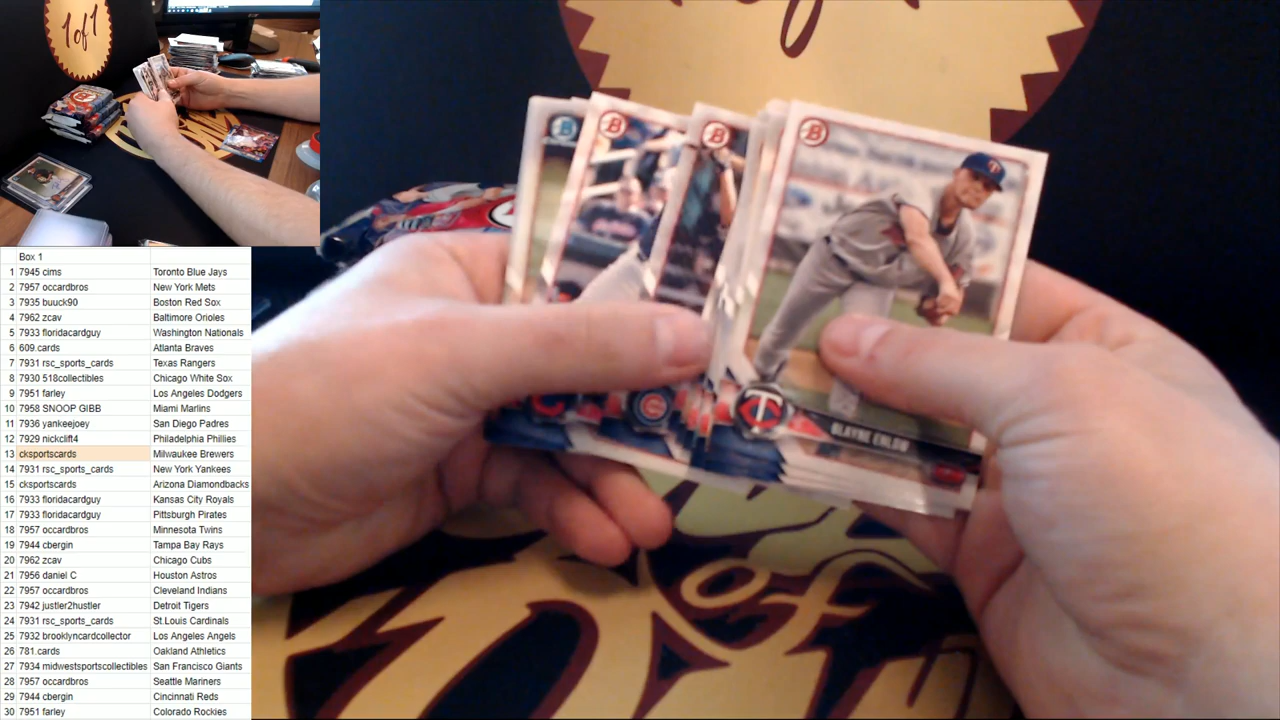 1 of 1
Box 1
1 7945 cims Toronto Blue Jays
2 7957 occardbros New York Mets
3 7935 buuck90 Boston Red Sox
4 7962 zcav Baltimore Orioles
5 7933 floridacardguy Washington Nationals
6 609.cards Atlanta Braves
7 7931 rsc_sports_cards Texas Rangers
8 7930 518collectibles Chicago White Sox
9 7951 farley Los Angeles Dodgers
10 7958 SNOOP GIBB Miami Marlins
11 7936 yankeejoey San Diego Padres
12 7929 nickclift4 Philadelphia Phillies
13 cksportscards Milwaukee Brewers
14 7931 rsc_sports_cards New York Yankees
15 cksportscards Arizona Diamondbacks
16 7933 floridacardguy Kansas City Royals
17 7933 floridacardguy Pittsburgh Pirates
18 7957 occardbros Minnesota Twins
19 7944 cbergin Tampa Bay Rays
20 7962 zcav Chicago Cubs
21 7956 daniel C Houston Astros
22 7957 occardbros Cleveland Indians
23 7942 justler2hustler Detroit Tigers
24 7931 rsc_sports_cards St.Louis Cardinals
25 7932 brooklyncardcollector Los Angeles Angels
26 781.cards Oakland Athletics
27 7934 midwestsportscollectibles San Francisco Giants
28 7957 occardbros Seattle Mariners
29 7944 cbergin Cincinnati Reds
30 7951 farley Colorado Rockies
B
B
B
B
TC
BLAYNE ENLOW
of